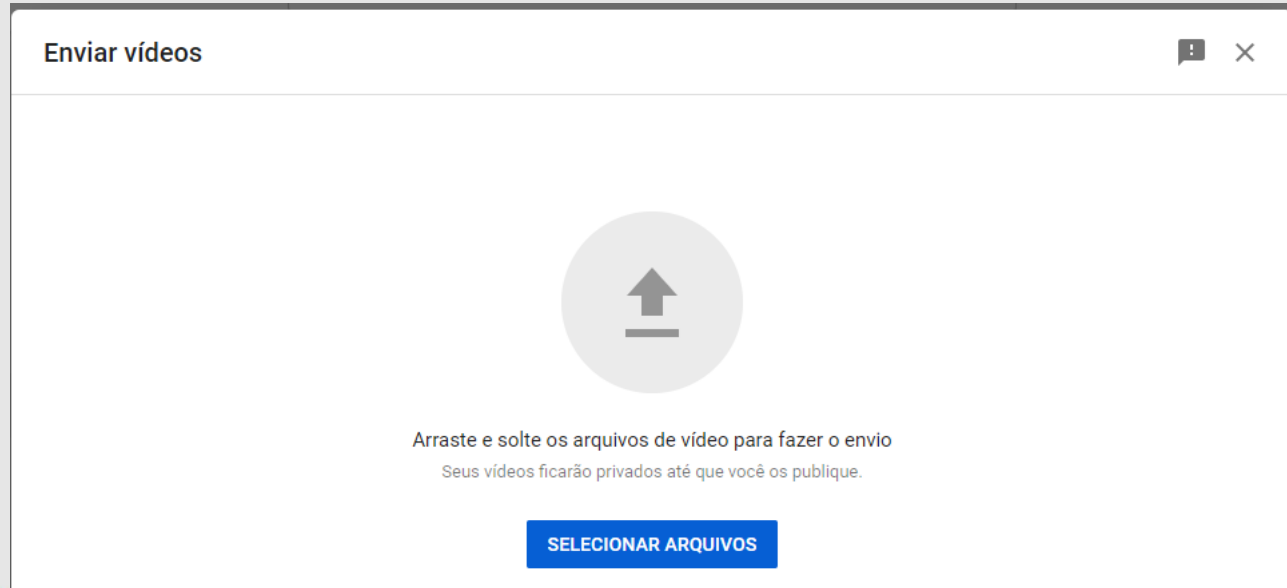 Enviar vídeos
Arraste e solte os arquivos de vídeo para fazer o envio
Seus vídeos ficarão privados até que você os publique.
SELECIONAR ARQUIVOS